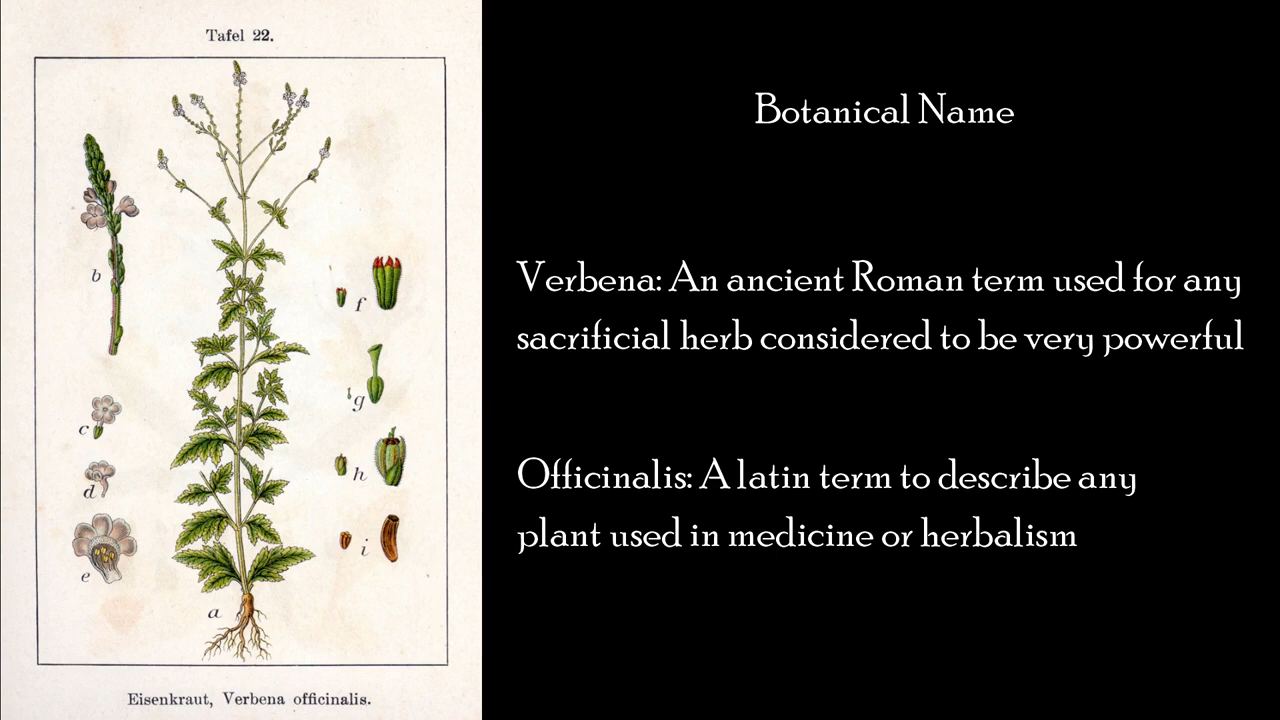 Tafel 22.
b
c
d
e
a
f
g
h
i
Eisenkraut, Verbena officinalis.
Botanical Name
Verbena: An ancient Roman term used for any
sacrificial herb considered to be very powerful
Officinalis: A latin term to describe any
plant used in medicine or herbalism